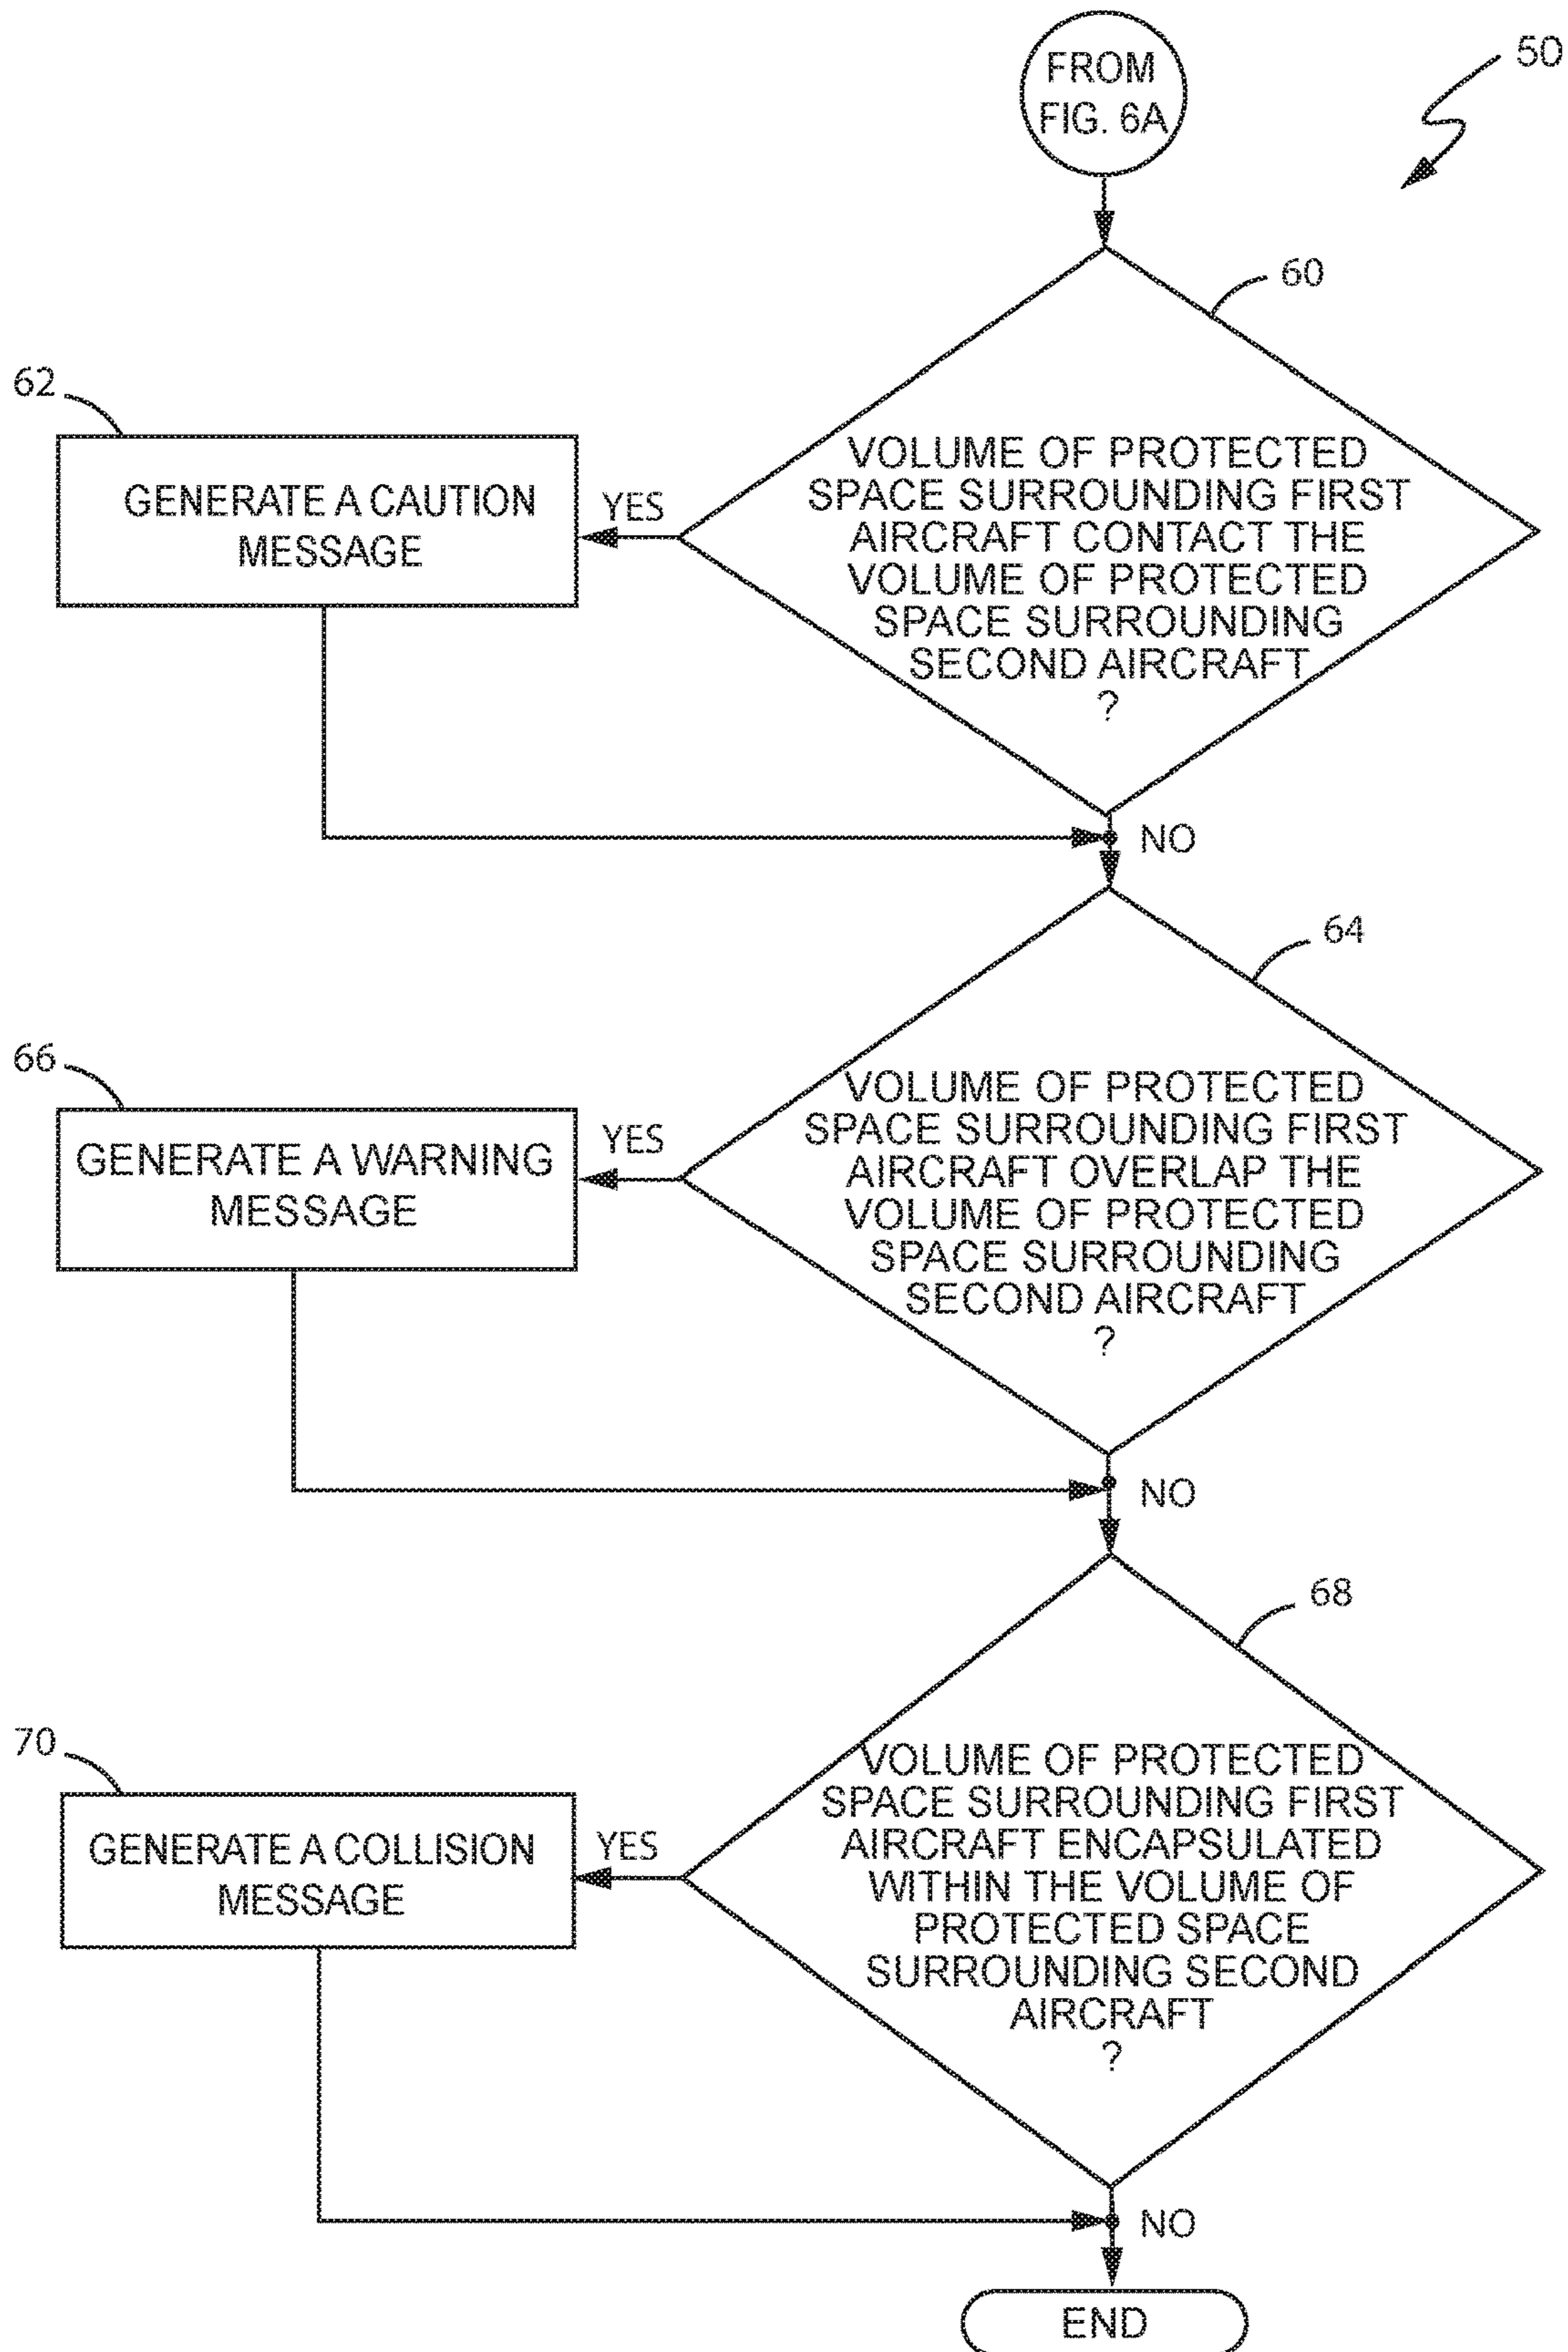 FROM
FIG. 6A
50
60
VOLUME OF PROTECTED
SPACE SURROUNDING FIRST
AIRCRAFT CONTACT THE
VOLUME OF PROTECTED
SPACE SURROUNDING
SECOND AIRCRAFT
?
YES
62
GENERATE A CAUTION
MESSAGE
NO
64
VOLUME OF PROTECTED
SPACE SURROUNDING FIRST
AIRCRAFT OVERLAP THE
VOLUME OF PROTECTED
SPACE SURROUNDING
SECOND AIRCRAFT
?
YES
66
GENERATE A WARNING
MESSAGE
NO
68
VOLUME OF PROTECTED
SPACE SURROUNDING FIRST
AIRCRAFT ENCAPSULATED
WITHIN THE VOLUME OF
PROTECTED SPACE
SURROUNDING SECOND
AIRCRAFT
?
YES
70
GENERATE A COLLISION
MESSAGE
NO
END